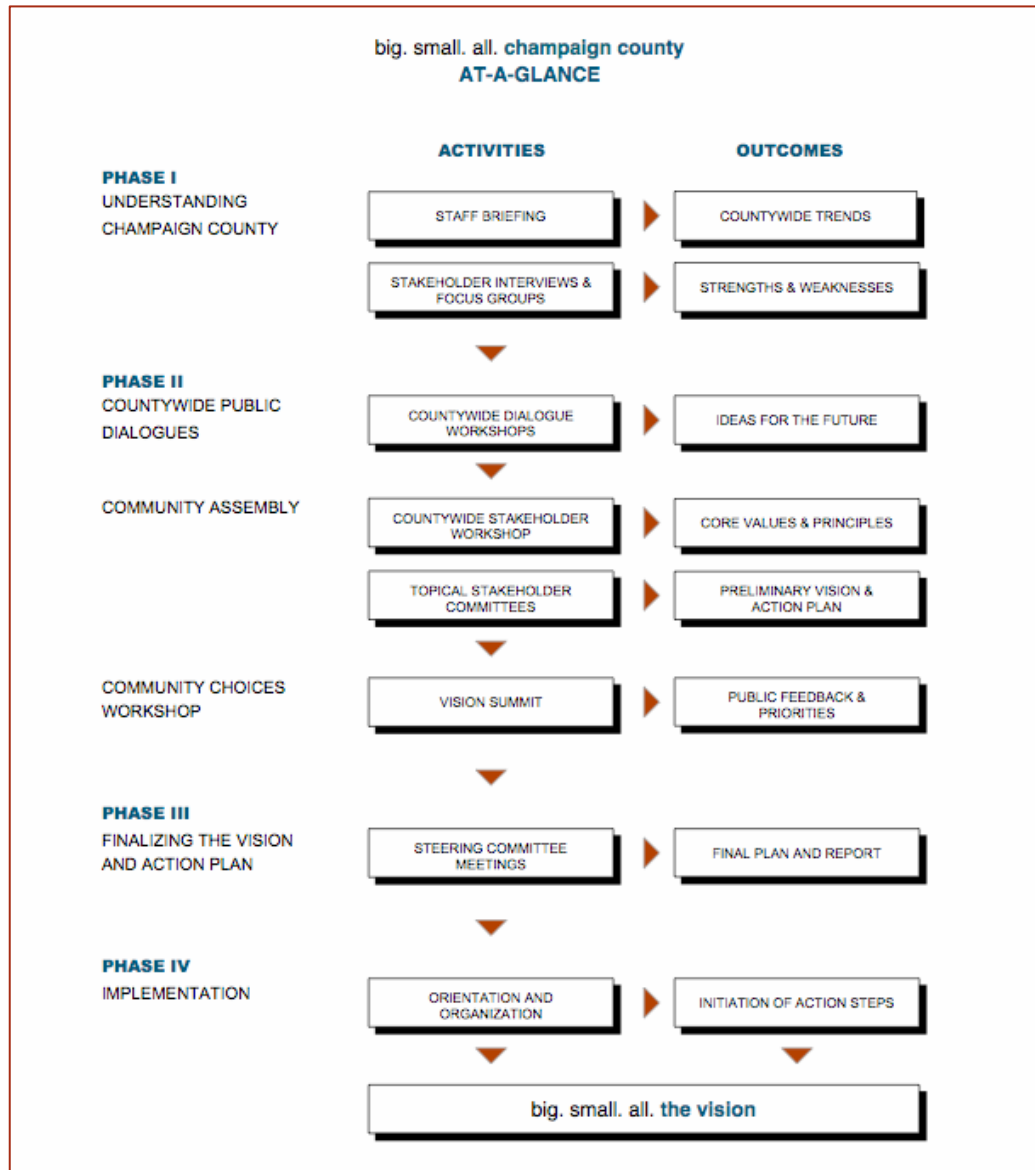 big. small. all. champaign county
AT-A-GLANCE
ACTIVITIES
OUTCOMES
PHASE I
UNDERSTANDING
CHAMPAIGN COUNTY
STAFF BRIEFING
COUNTYWIDE TRENDS
STAKEHOLDER INTERVIEWS &
FOCUS GROUPS
STRENGTHS & WEAKNESSES
PHASE II
COUNTYWIDE PUBLIC
DIALOGUES
COUNTYWIDE DIALOGUE
WORKSHOPS
IDEAS FOR THE FUTURE
COMMUNITY ASSEMBLY
COUNTYWIDE STAKEHOLDER
WORKSHOP
CORE VALUES & PRINCIPLES
TOPICAL STAKEHOLDER
COMMITTEES
PRELIMINARY VISION &
ACTION PLAN
COMMUNITY CHOICES
WORKSHOP
VISION SUMMIT
PUBLIC FEEDBACK &
PRIORITIES
PHASE III
FINALIZING THE VISION
AND ACTION PLAN
STEERING COMMITTEE
MEETINGS
FINAL PLAN AND REPORT
PHASE IV
IMPLEMENTATION
ORIENTATION AND
ORGANIZATION
INITIATION OF ACTION STEPS
big. small. all. the vision